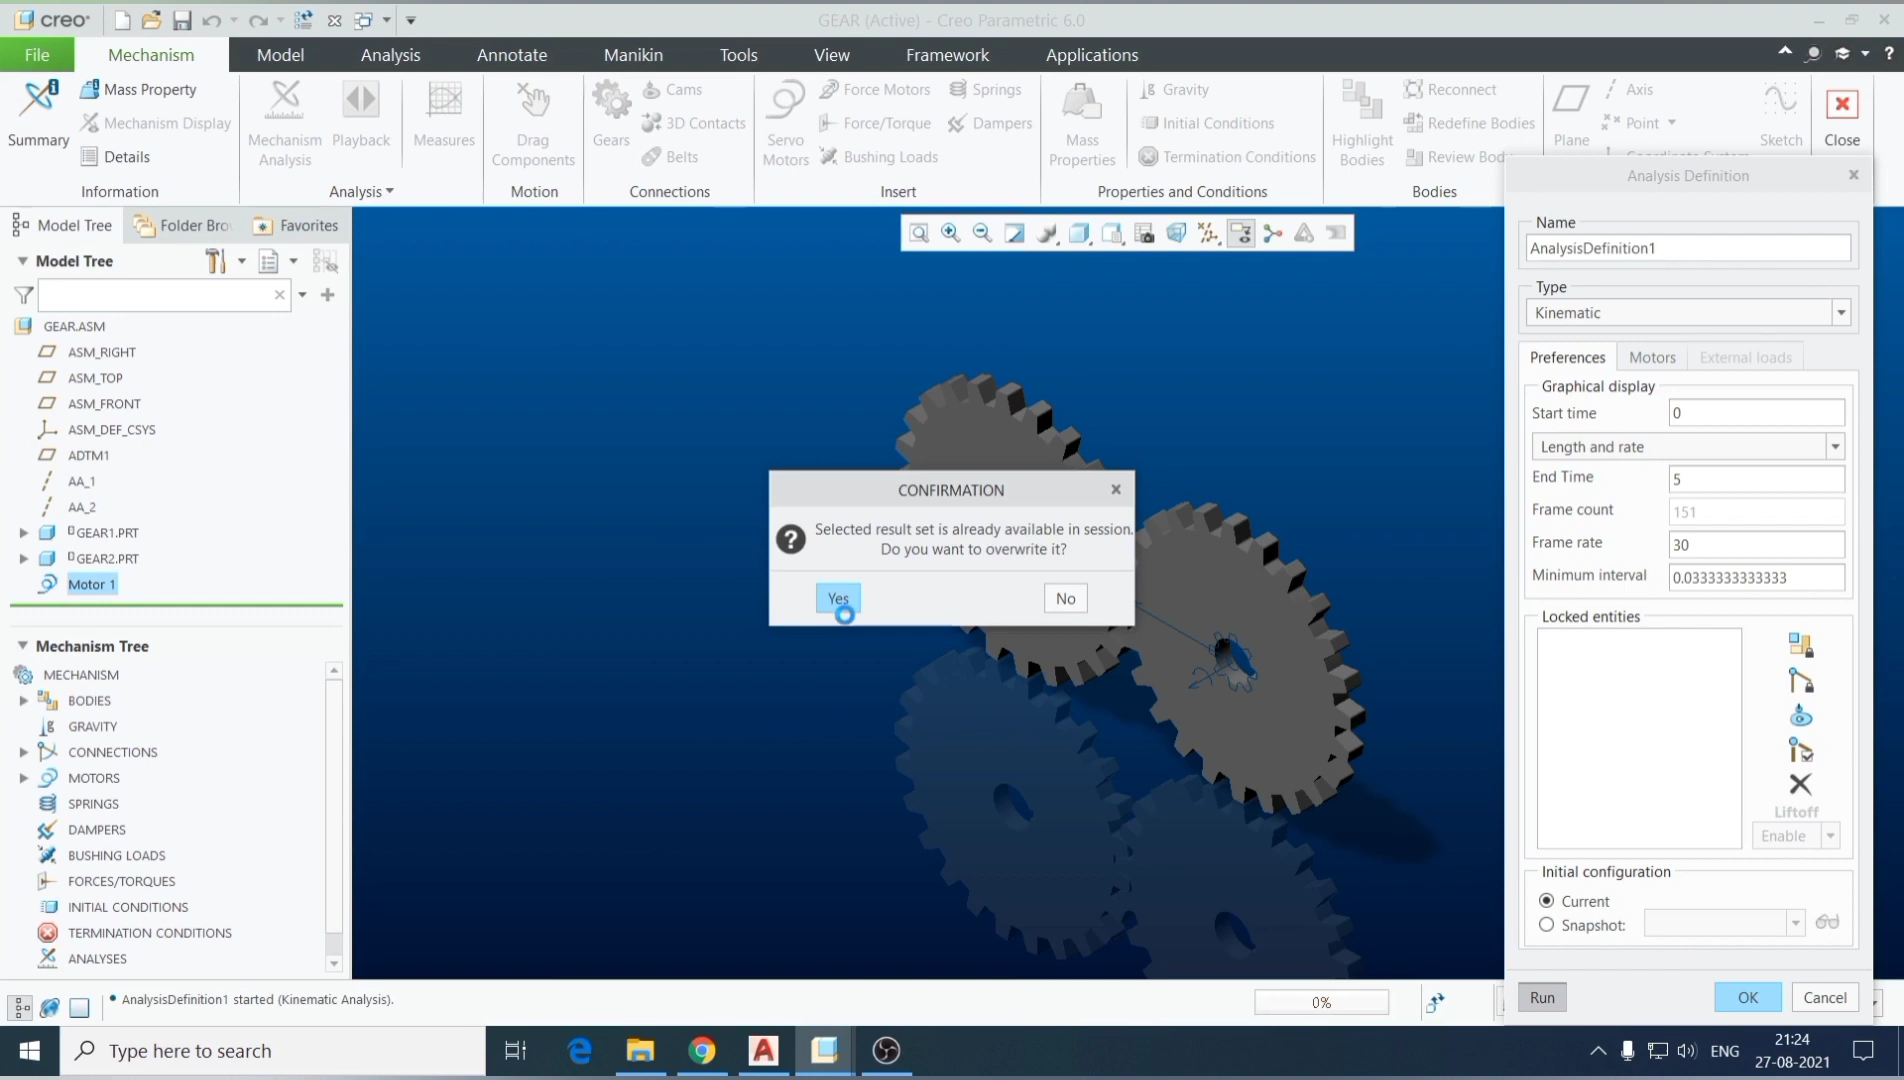 creo
GEAR (Active) - Creo Parametric 6.0
File Mechanism Model Analysis Annotate Manikin Tools View Framework Applications
Summary
Mass Property
Mechanism Display
Details
Information
Mechanism Analysis
Playback
Measures
Analysis
Drag Components
Motion
Gears
Cams
3D Contacts
Belts
Connections
Servo Motors
Force Motors
Force/Torque
Bushing Loads
Springs
Dampers
Insert
Mass Properties
Gravity
Initial Conditions
Termination Conditions
Properties and Conditions
Highlight Bodies
Reconnect
Redefine Bodies
Review Bod
Bodies
Plane
Axis
Point
Sketch
Close
Model Tree Folder Bro Favorites
Model Tree
GEAR.ASM
ASM_RIGHT
ASM_TOP
ASM_FRONT
ASM_DEF_CSYS
ADTM1
AA_1
AA_2
GEAR1.PRT
GEAR2.PRT
Motor 1
Mechanism Tree
MECHANISM
BODIES
GRAVITY
CONNECTIONS
MOTORS
SPRINGS
DAMPERS
BUSHING LOADS
FORCES/TORQUES
INITIAL CONDITIONS
TERMINATION CONDITIONS
ANALYSES
CONFIRMATION
Selected result set is already available in session.
Do you want to overwrite it?
Yes No
Analysis Definition
Name
AnalysisDefinition1
Type
Kinematic
Preferences Motors External loads
Graphical display
Start time 0
Length and rate
End Time 5
Frame count 151
Frame rate 30
Minimum interval 0.0333333333333
Locked entities
Liftoff
Enable
Initial configuration
Current
Snapshot:
Run OK Cancel
AnalysisDefinition1 started (Kinematic Analysis).
0%
Type here to search
ENG
21:24
27-08-2021